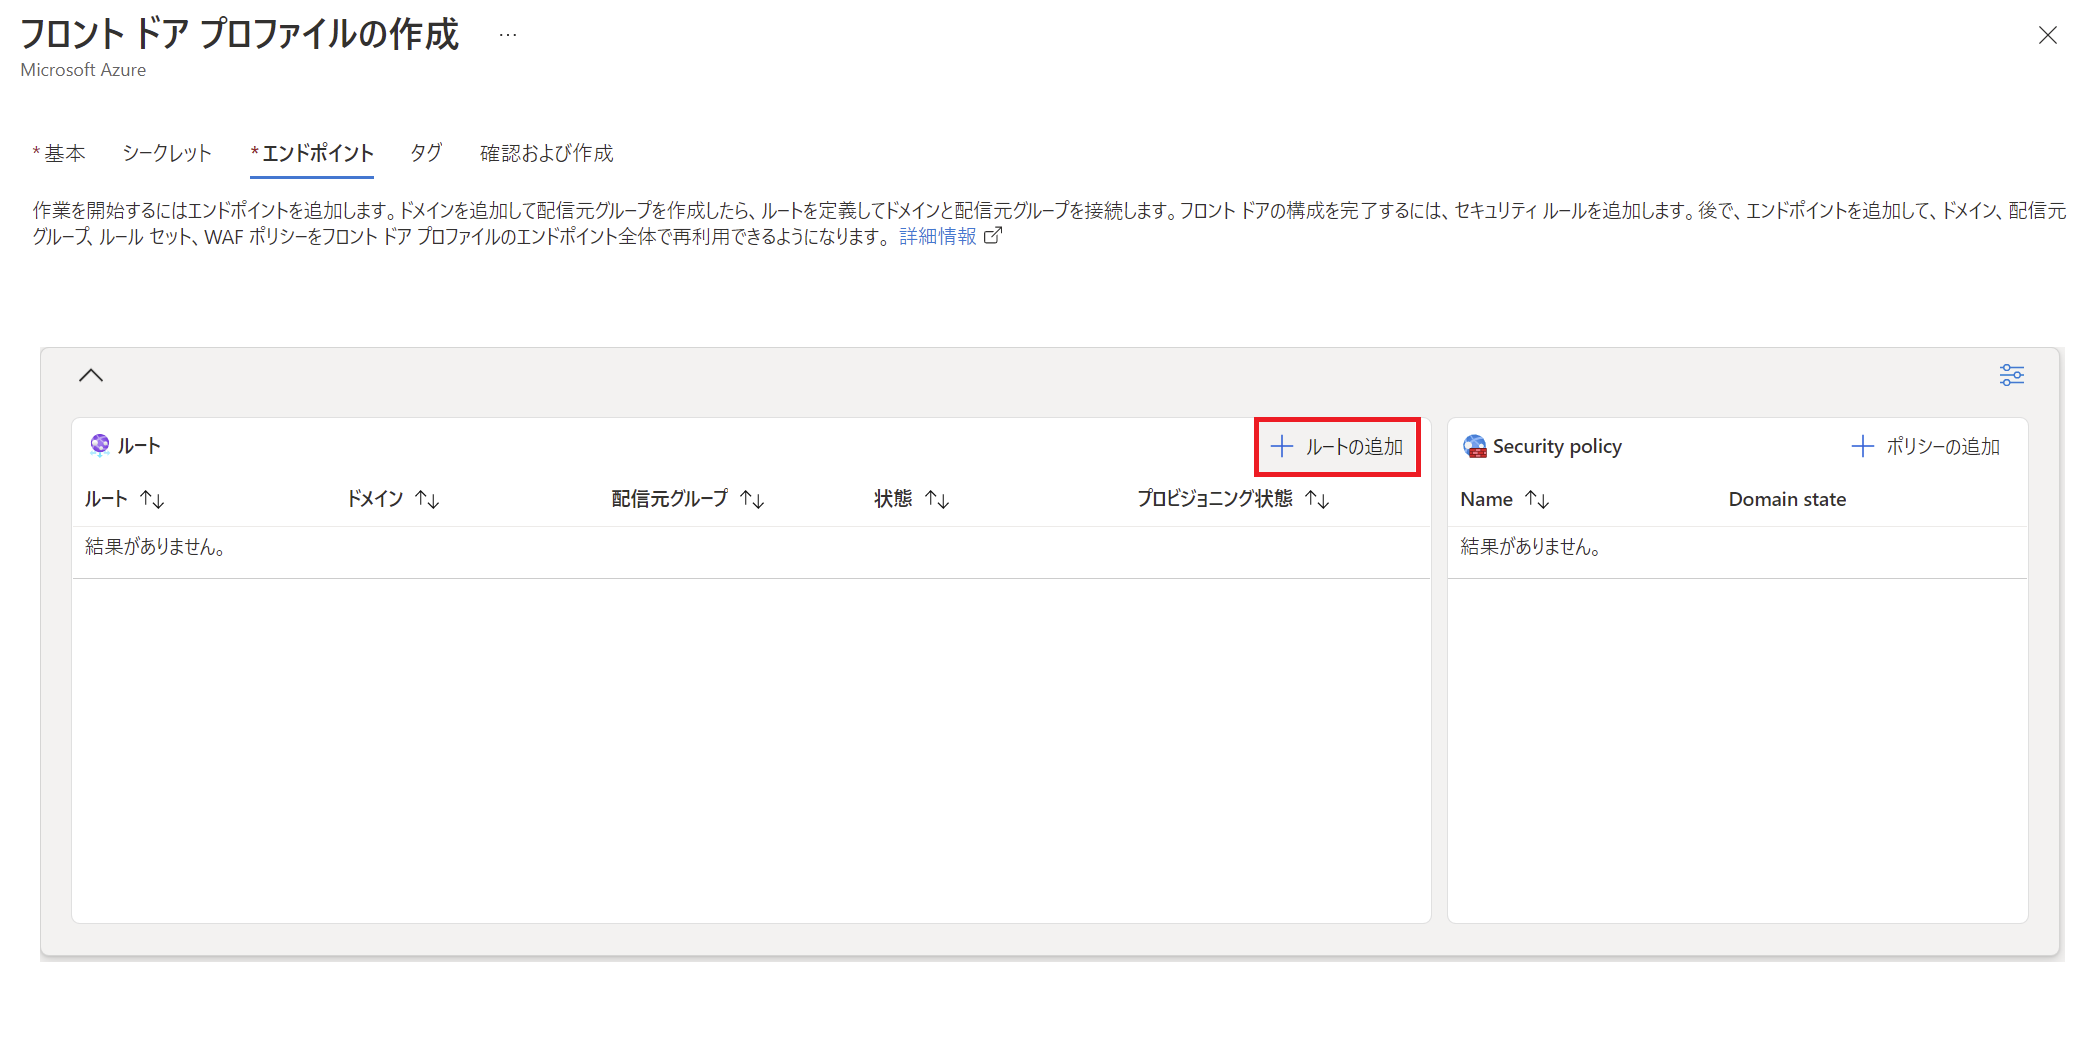 フロント ドア プロファイルの作成 …
Microsoft Azure
* 基本 シークレット * エンドポイント タグ 確認および作成
作業を開始するにはエンドポイントを追加します。ドメインを追加して配信元グループを作成したら、ルートを定義してドメインと配信元グループを接続します。フロント ドアの構成を完了するには、セキュリティ ルールを追加します。後で、エンドポイントを追加して、ドメイン、配信元
グループ、ルール セット、WAF ポリシーをフロント ドア プロファイルのエンドポイント全体で再利用できるようになります。 詳細情報
ルート
ルートの追加
ルート ドメイン 配信元グループ 状態 プロビジョニング状態
結果がありません。
Security policy
ポリシーの追加
Name Domain state
結果がありません。